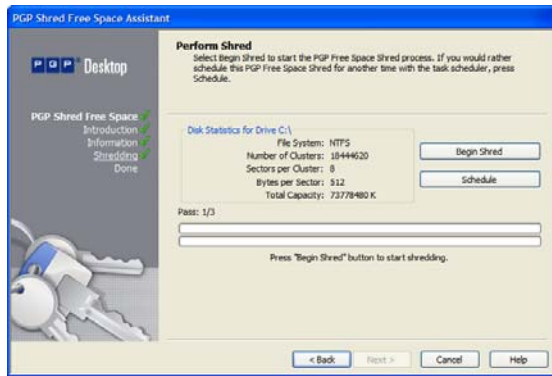 PGP Shred Free Space Assistant
PGP Desktop
PGP Shred Free Space
Introduction
Information
Shredding
Done
Perform Shred
Select Begin Shred to start the PGP Free Space Shred process. If you would rather
schedule this PGP Free Space Shred for another time with the task scheduler, press
Schedule.
Disk Statistics for Drive C:\
File System: NTFS
Number of Clusters: 18444620
Sectors per Cluster: 8
Bytes per Sector: 512
Total Capacity: 73778480 K
Begin Shred
Schedule
Pass: 1/3
Press "Begin Shred" button to start shredding.
< Back
Next >
Cancel
Help